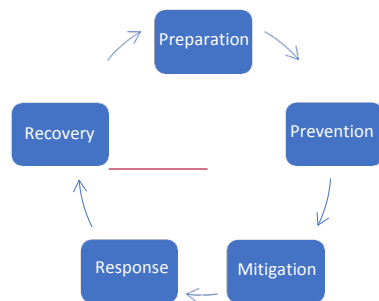 Preparation
Prevention
Mitigation
Response
Recovery